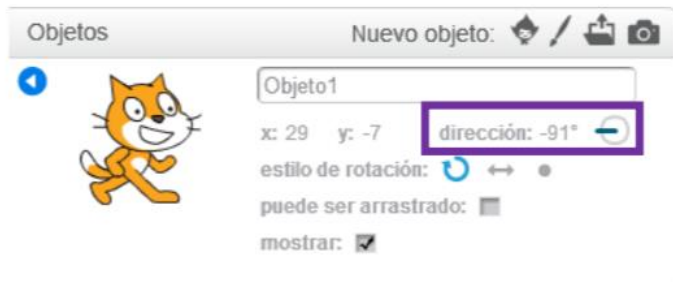 Objetos Nuevo objeto:
Objeto1
x: 29 y: -7 dirección: -91°
estilo de rotación:
puede ser arrastrado:
mostrar: